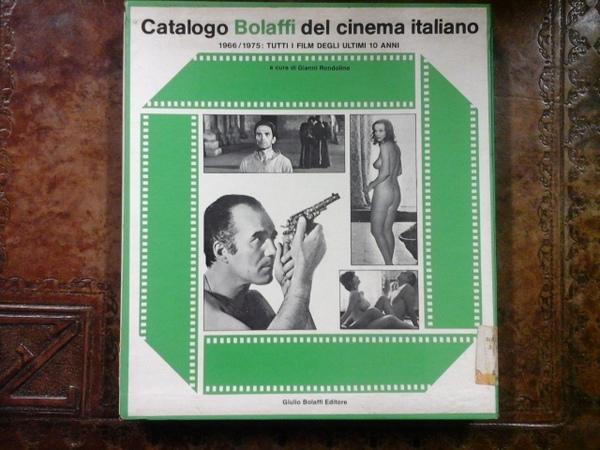 Catalogo Bolaffi del cinema italiano
1966/1975: TUTTI I FILM DEGLI ULTIMI 10 ANNI
a cura di Gianni Rondolino
Giulio Bolaffi Editore